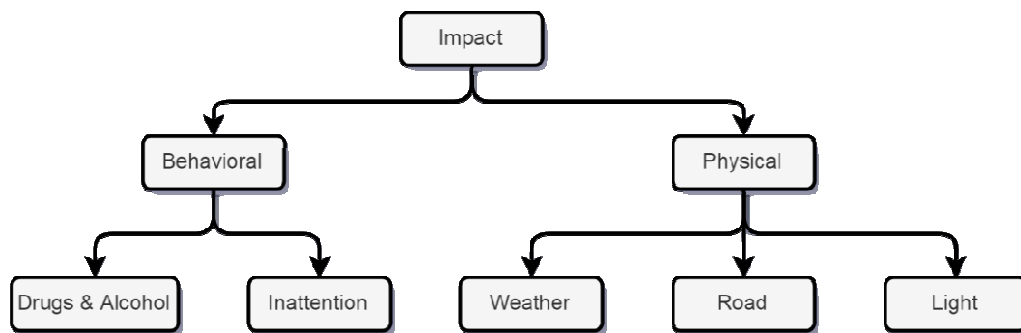 Impact
Behavioral
Physical
Drugs & Alcohol
Inattention
Weather
Road
Light